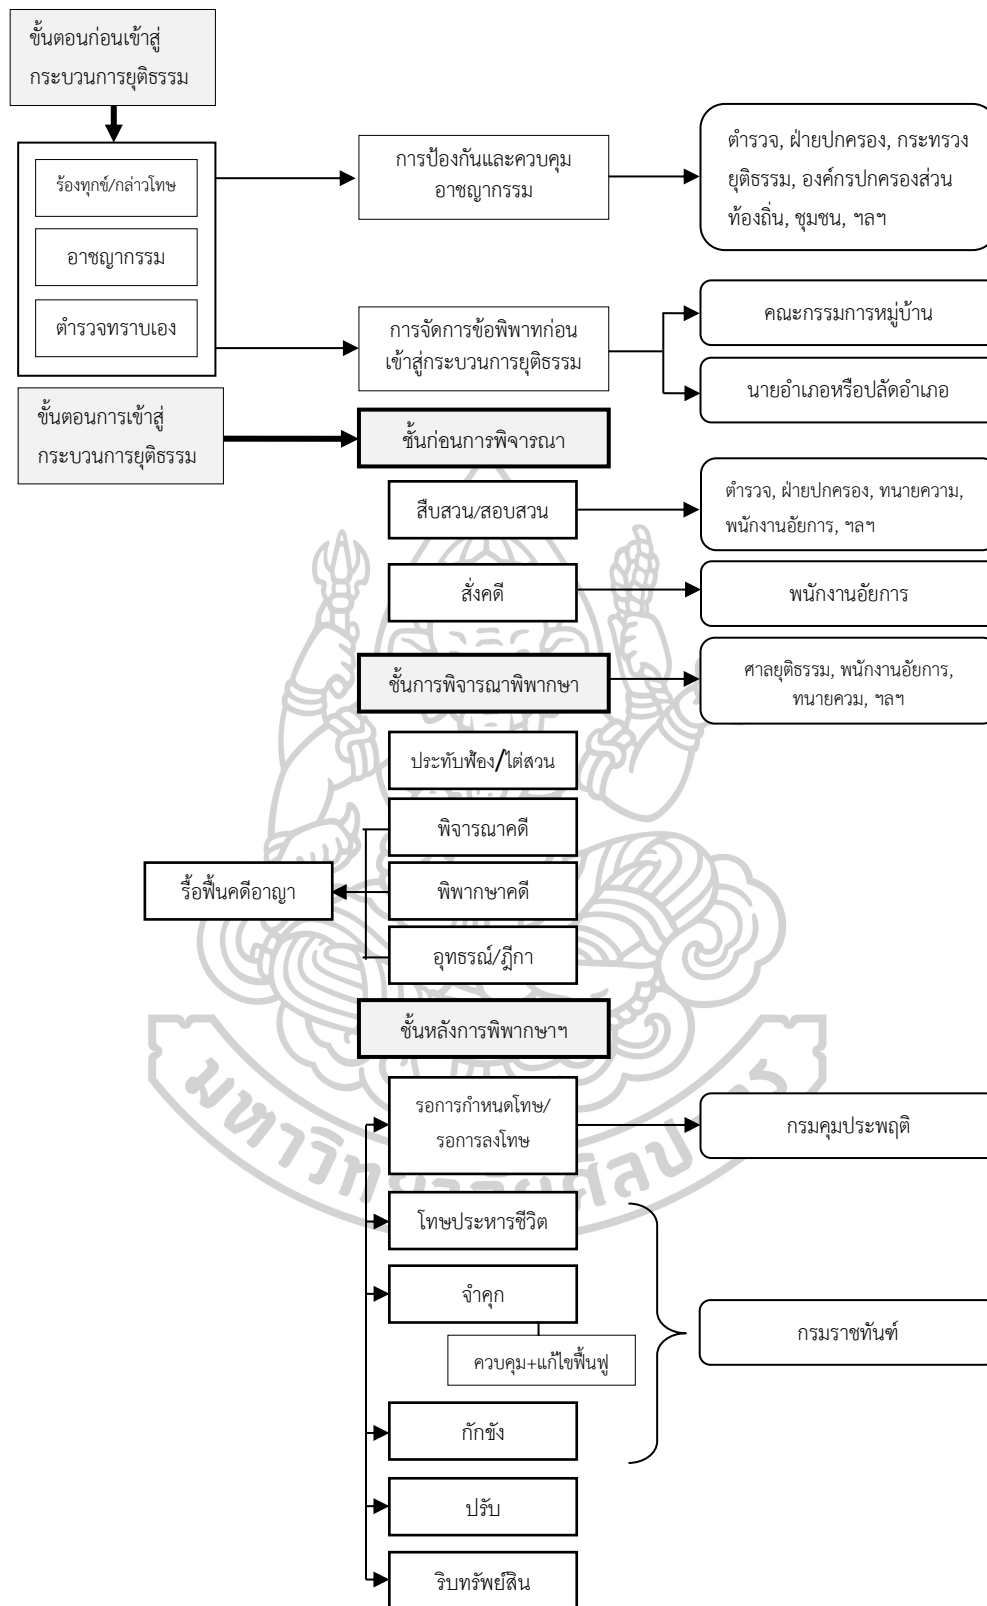 ขั้นตอนก่อนเข้าสู่
กระบวนการยุติธรรม
ร้องทุกข์/กล่าวโทษ
อาชญากรรม
ตำรวจทราบเอง
การป้องกันและควบคุม
อาชญากรรม
ตำรวจ, ฝ่ายปกครอง, กระทรวง
ยุติธรรม, องค์กรปกครองส่วน
ท้องถิ่น, ชุมชน, ฯลฯ
การจัดการข้อพิพาทก่อน
เข้าสู่กระบวนการยุติธรรม
คณะกรรมการหมู่บ้าน
นายอำเภอหรือปลัดอำเภอ
ขั้นตอนการเข้าสู่
กระบวนการยุติธรรม
ชั้นก่อนการพิจารณา
สืบสวน/สอบสวน
ตำรวจ, ฝ่ายปกครอง, ทนายความ,
พนักงานอัยการ, ฯลฯ
สั่งคดี
พนักงานอัยการ
ชั้นการพิจารณาพิพากษา
ศาลยุติธรรม, พนักงานอัยการ,
ทนายควม, ฯลฯ
ประทับฟ้อง/ไต่สวน
พิจารณาคดี
รื้อฟื้นคดีอาญา
พิพากษาคดี
อุทธรณ์/ฎีกา
ชั้นหลังการพิพากษาฯ
รอการกำหนดโทษ/
รอการลงโทษ
กรมคุมประพฤติ
โทษประหารชีวิต
จำคุก
ควบคุม+แก้ไขฟื้นฟู
กรมราชทันฑ์
กักขัง
ปรับ
ริบทรัพย์สิน
มหาวิทยาลัยศิลปากร